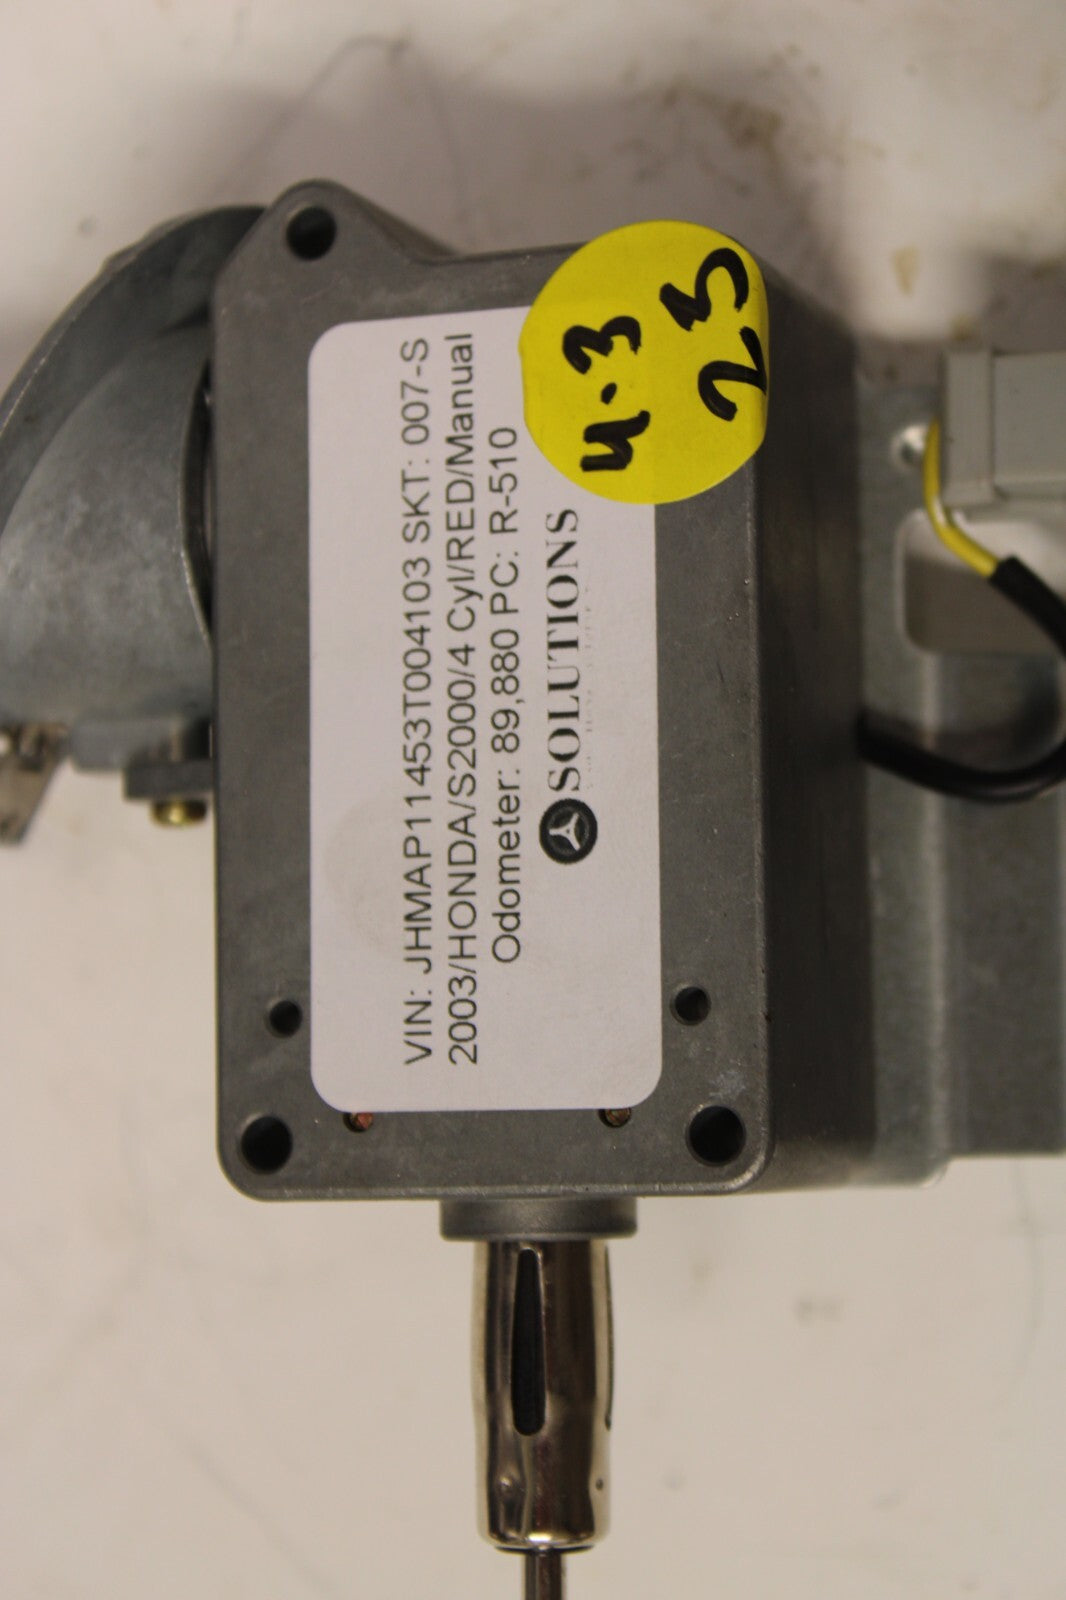 VIN: JHMAP11453T004103 SKT: 007-S
2003/HONDA/S2000/4 Cyl/RED/Manual
Odometer: 89,880 PC: R-510
SOLUTIONS
4.3
23